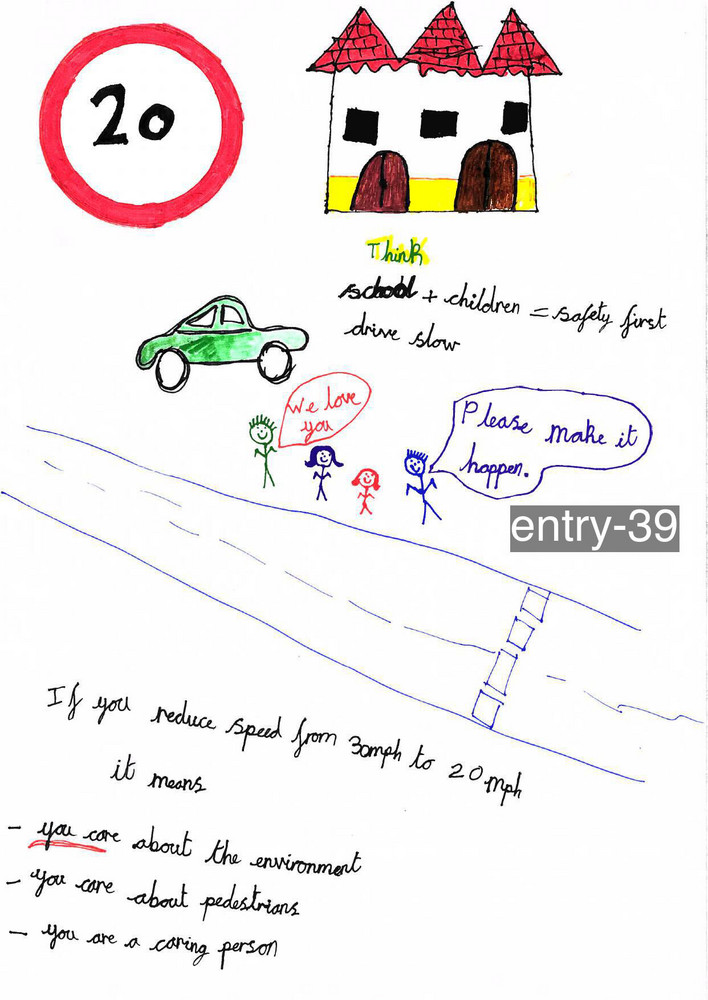 20
Think
school + children = safety first
drive slow
We love
you
Please make it
happen.
entry-39
If you reduce speed from 30mph to 20mph
it means
- you care about the environment
- you care about pedestrians
- you are a caring person